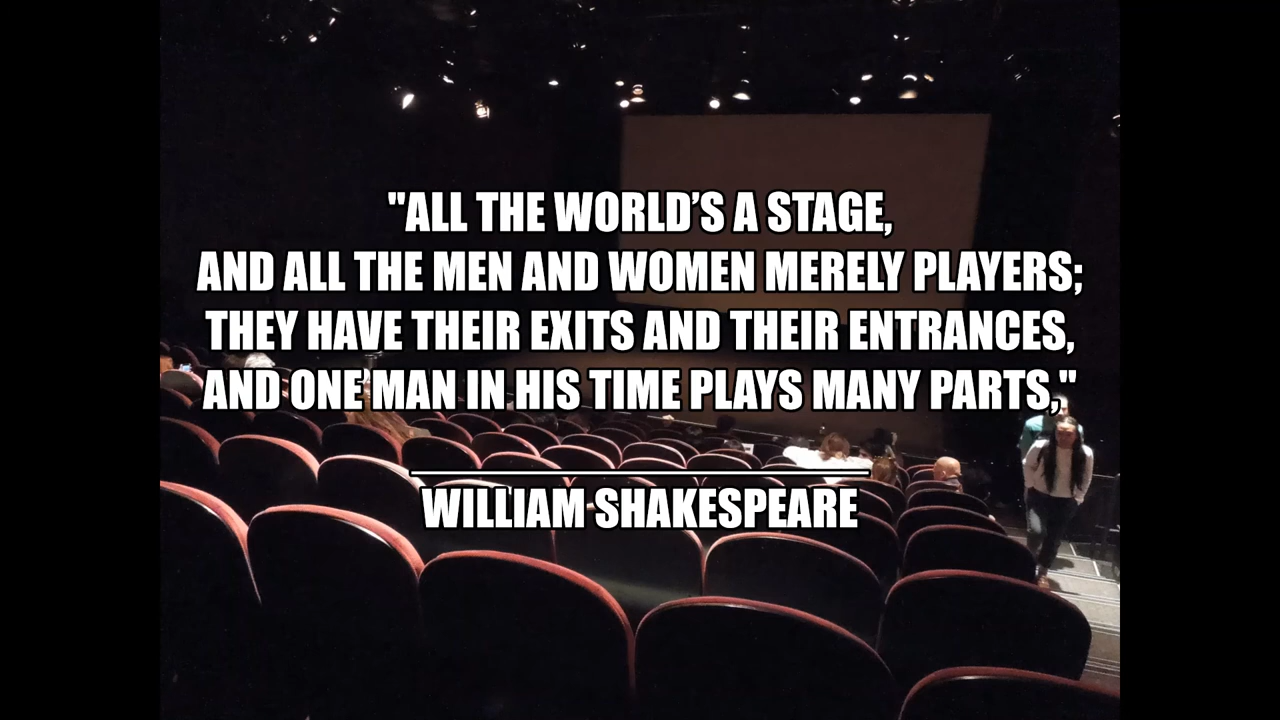 "ALL THE WORLD’S A STAGE,
AND ALL THE MEN AND WOMEN MERELY PLAYERS;
THEY HAVE THEIR EXITS AND THEIR ENTRANCES,
AND ONE MAN IN HIS TIME PLAYS MANY PARTS,"
WILLIAM SHAKESPEARE